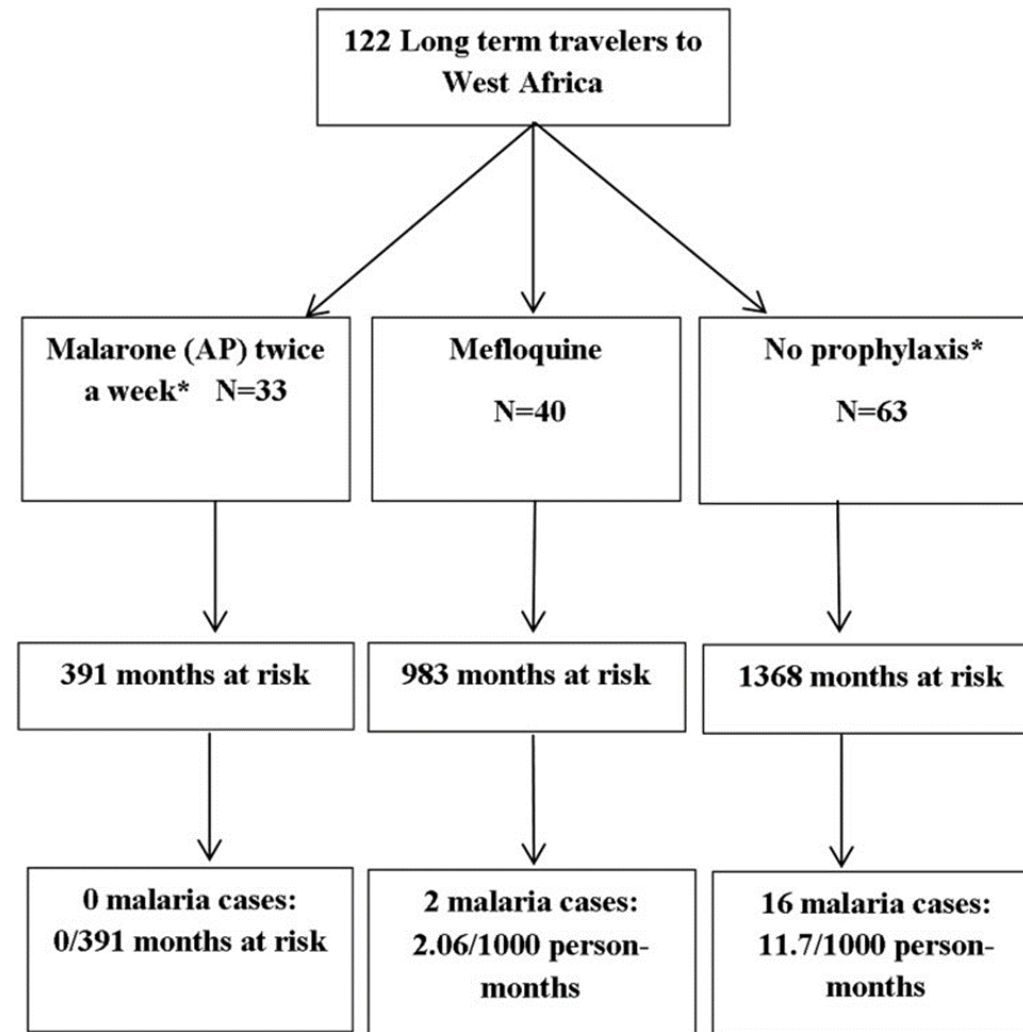 122 Long term travelers to
West Africa
Malarone (AP) twice
a week* N=33
Mefloquine
N=40
No prophylaxis*
N=63
391 months at risk
983 months at risk
1368 months at risk
0 malaria cases:
0/391 months at risk
2 malaria cases:
2.06/1000 person-
months
16 malaria cases:
11.7/1000 person-
months